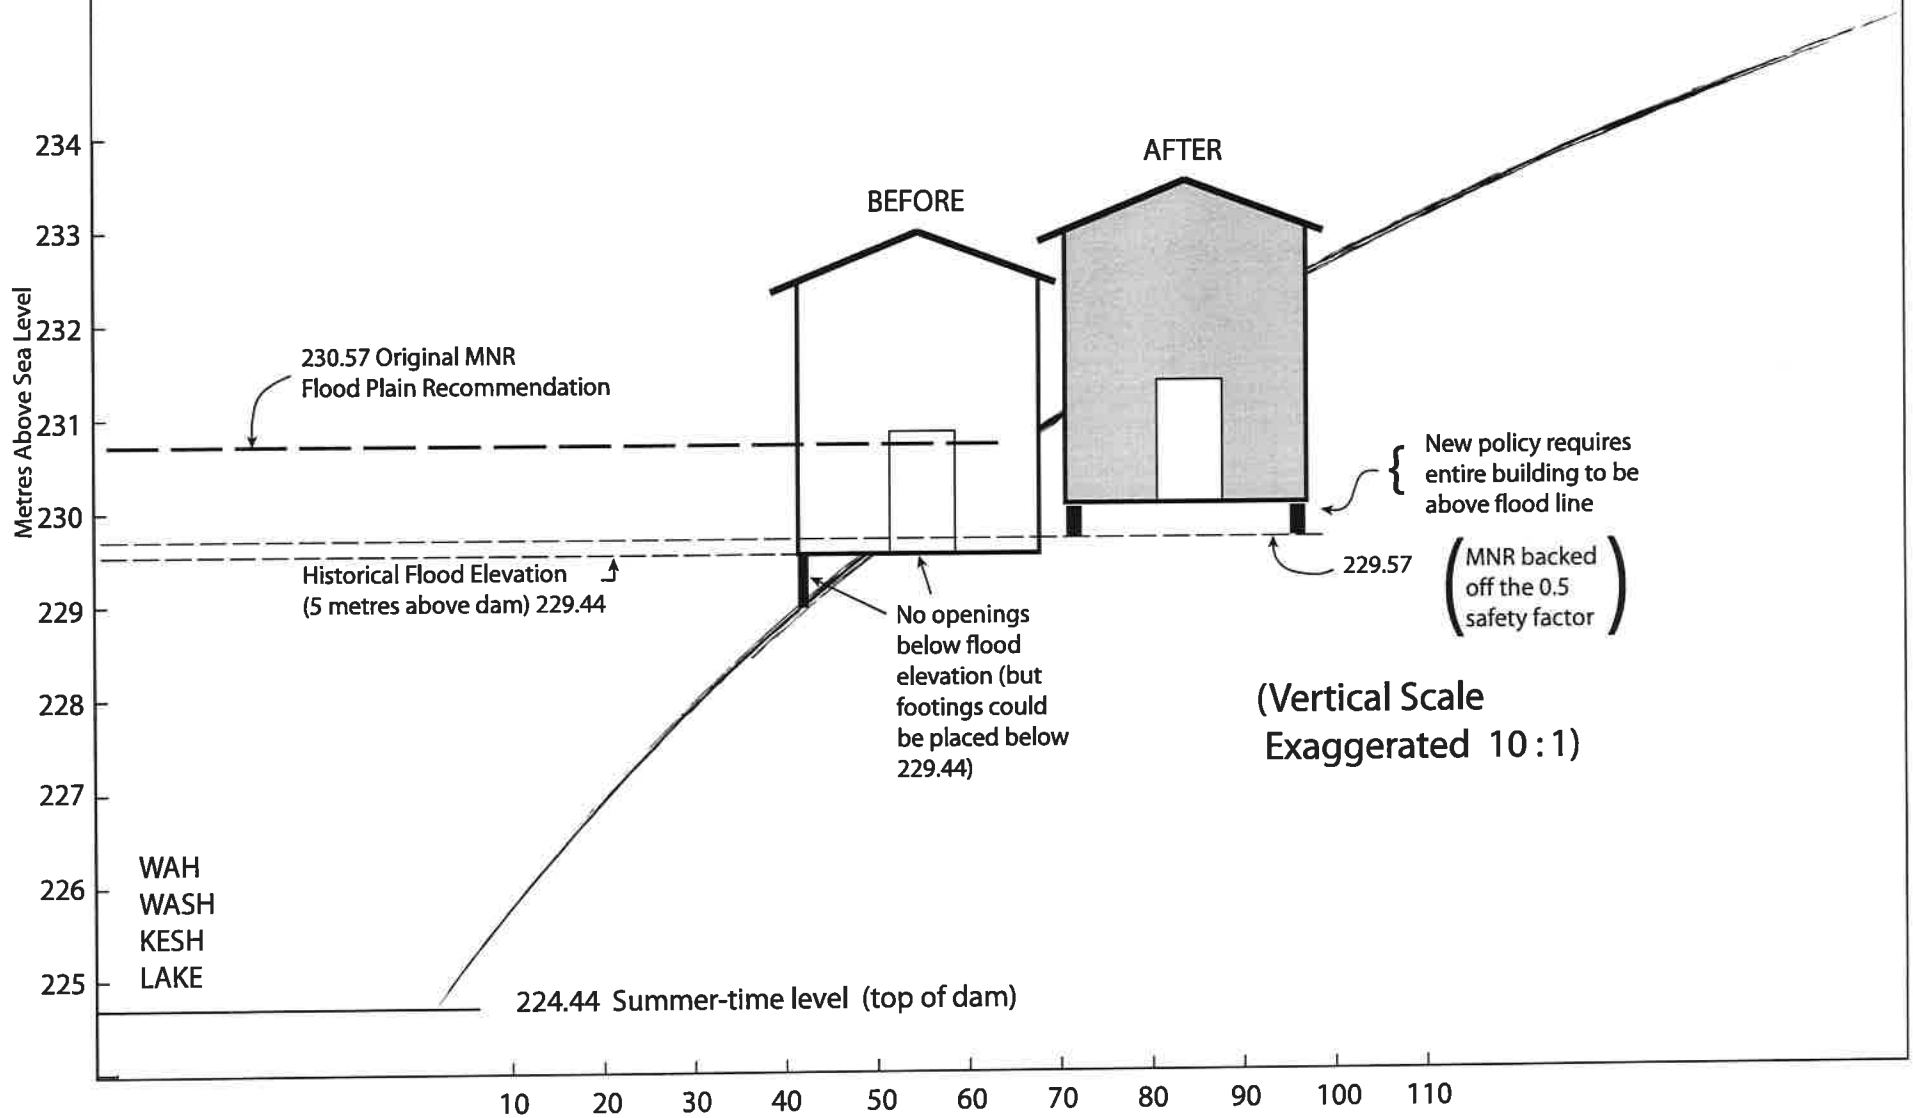 AFTER
BEFORE
Metres Above Sea Level
234
233
232
231
230
229
228
227
226
225
230.57 Original MNR
Flood Plain Recommendation
Historical Flood Elevation
(5 metres above dam) 229.44
No openings
below flood
elevation (but
footings could
be placed below
229.44)
{ New policy requires
entire building to be
above flood line
229.57
(MNR backed
off the 0.5
safety factor)
(Vertical Scale
Exaggerated 10 : 1)
WAH
WASH
KESH
LAKE
224.44 Summer-time level (top of dam)
10 20 30 40 50 60 70 80 90 100 110